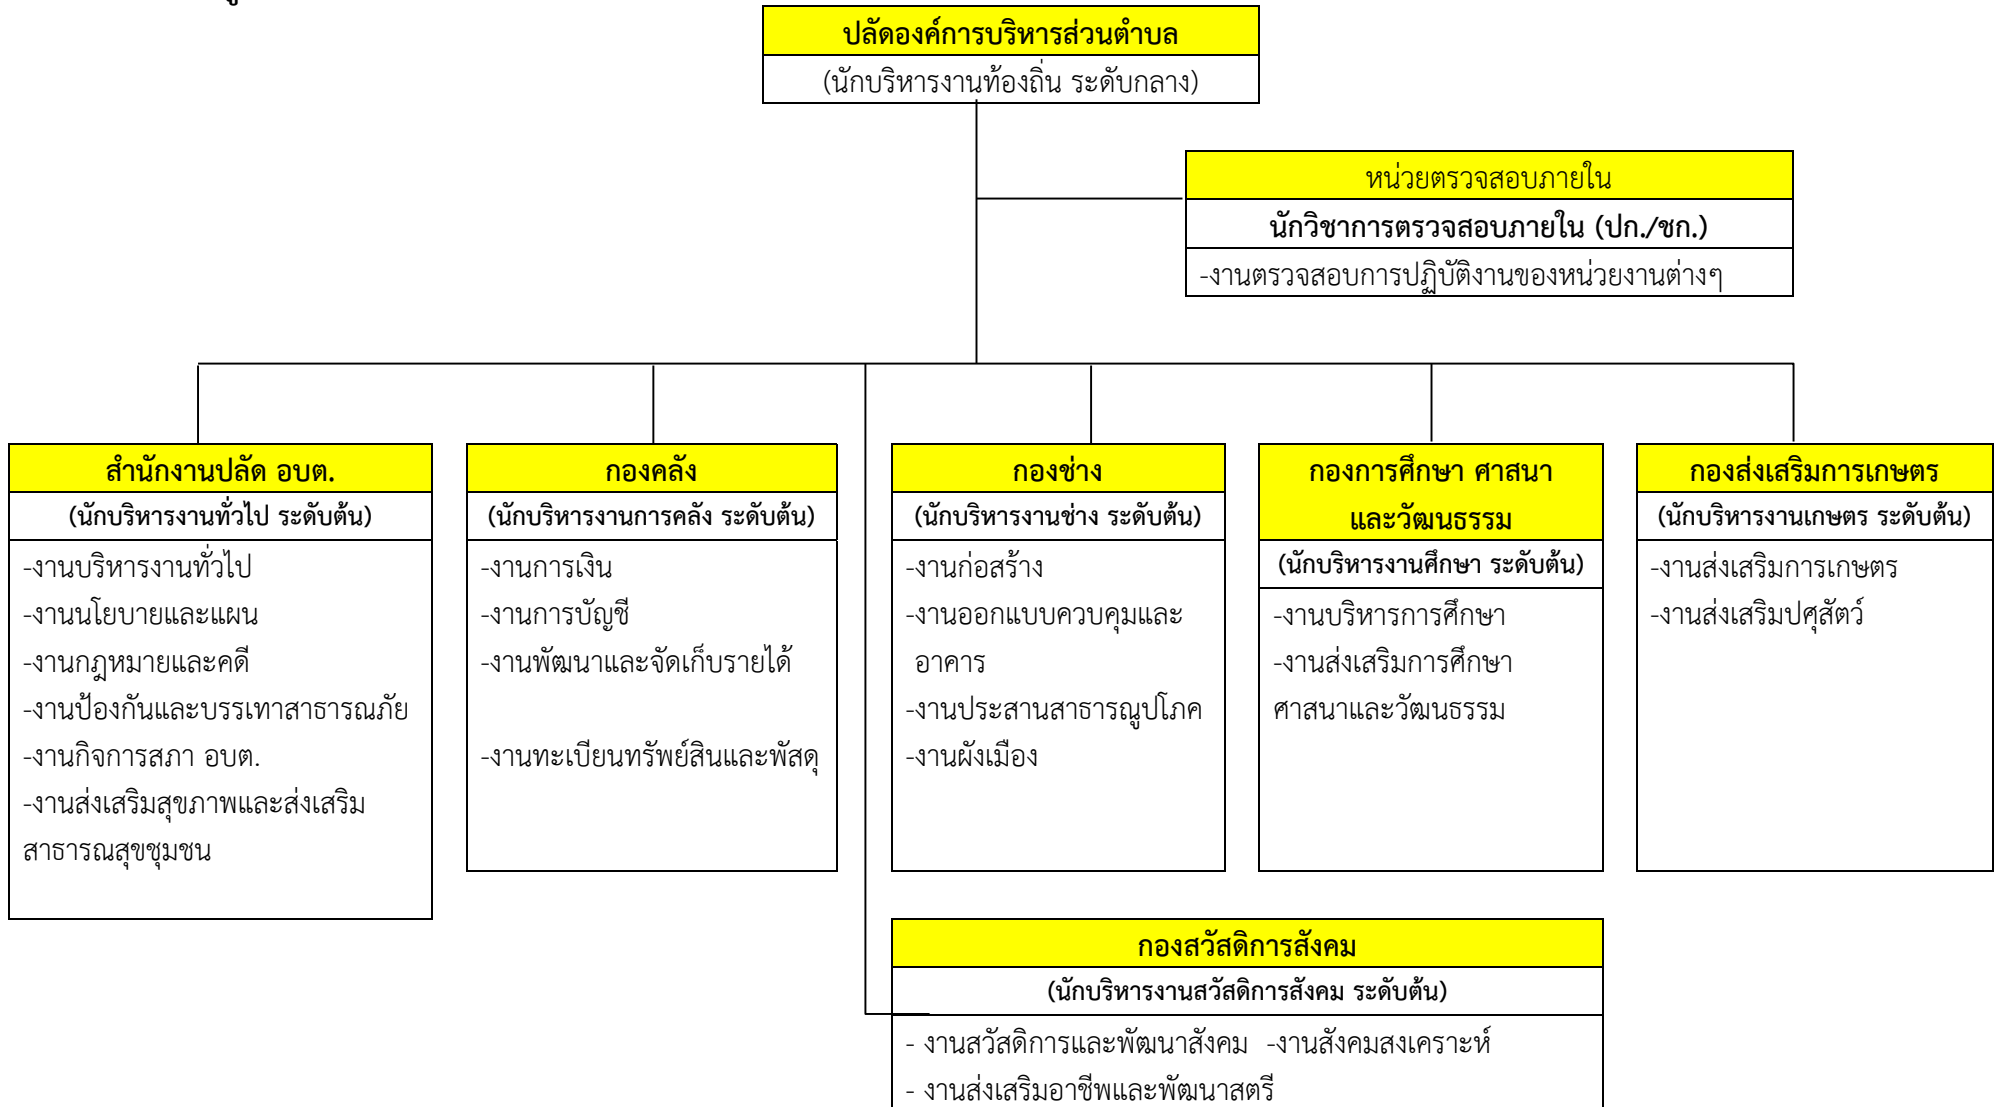 ปลัดองค์การบริหารส่วนตำบล
(นักบริหารงานท้องถิ่น ระดับกลาง)
หน่วยตรวจสอบภายใน
นักวิชาการตรวจสอบภายใน (ปก./ชก.)
-งานตรวจสอบการปฏิบัติงานของหน่วยงานต่างๆ
สำนักงานปลัด อบต.
(นักบริหารงานทั่วไป ระดับต้น)
-งานบริหารงานทั่วไป
-งานนโยบายและแผน
-งานกฎหมายและคดี
-งานป้องกันและบรรเทาสาธารณภัย
-งานกิจการสภา อบต.
-งานส่งเสริมสุขภาพและส่งเสริม
สาธารณสุขชุมชน
กองคลัง
(นักบริหารงานการคลัง ระดับต้น)
-งานการเงิน
-งานการบัญชี
-งานพัฒนาและจัดเก็บรายได้
-งานทะเบียนทรัพย์สินและพัสดุ
กองช่าง
(นักบริหารงานช่าง ระดับต้น)
-งานก่อสร้าง
-งานออกแบบควบคุมและ
อาคาร
-งานประสานสาธารณูปโภค
-งานผังเมือง
กองการศึกษา ศาสนา
และวัฒนธรรม
(นักบริหารงานศึกษา ระดับต้น)
-งานบริหารการศึกษา
-งานส่งเสริมการศึกษา
ศาสนาและวัฒนธรรม
กองส่งเสริมการเกษตร
(นักบริหารงานเกษตร ระดับต้น)
-งานส่งเสริมการเกษตร
-งานส่งเสริมปศุสัตว์
กองสวัสดิการสังคม
(นักบริหารงานสวัสดิการสังคม ระดับต้น)
- งานสวัสดิการและพัฒนาสังคม -งานสังคมสงเคราะห์
- งานส่งเสริมอาชีพและพัฒนาสตรี